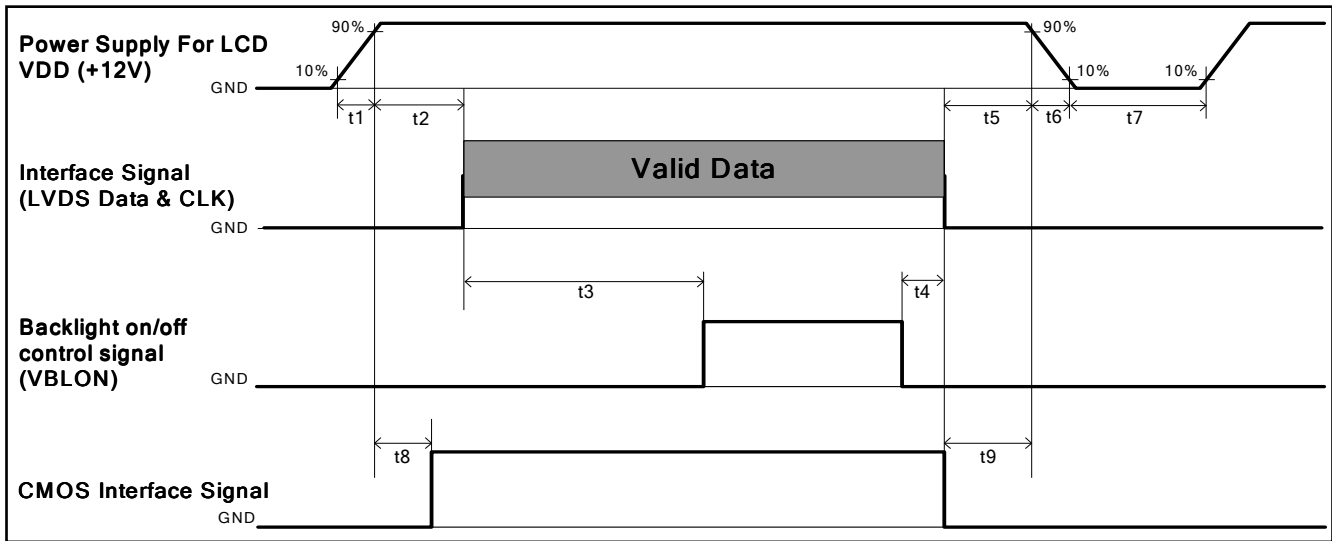 Power Supply For LCD
VDD (+12V)
90%
10%
GND
t1
t2
t5
90%
t6
10%
t7
10%
Interface Signal
(LVDS Data & CLK)
GND
Valid Data
t3
t4
Backlight on/off
control signal
(VBLON)
GND
t8
t9
CMOS Interface Signal
GND